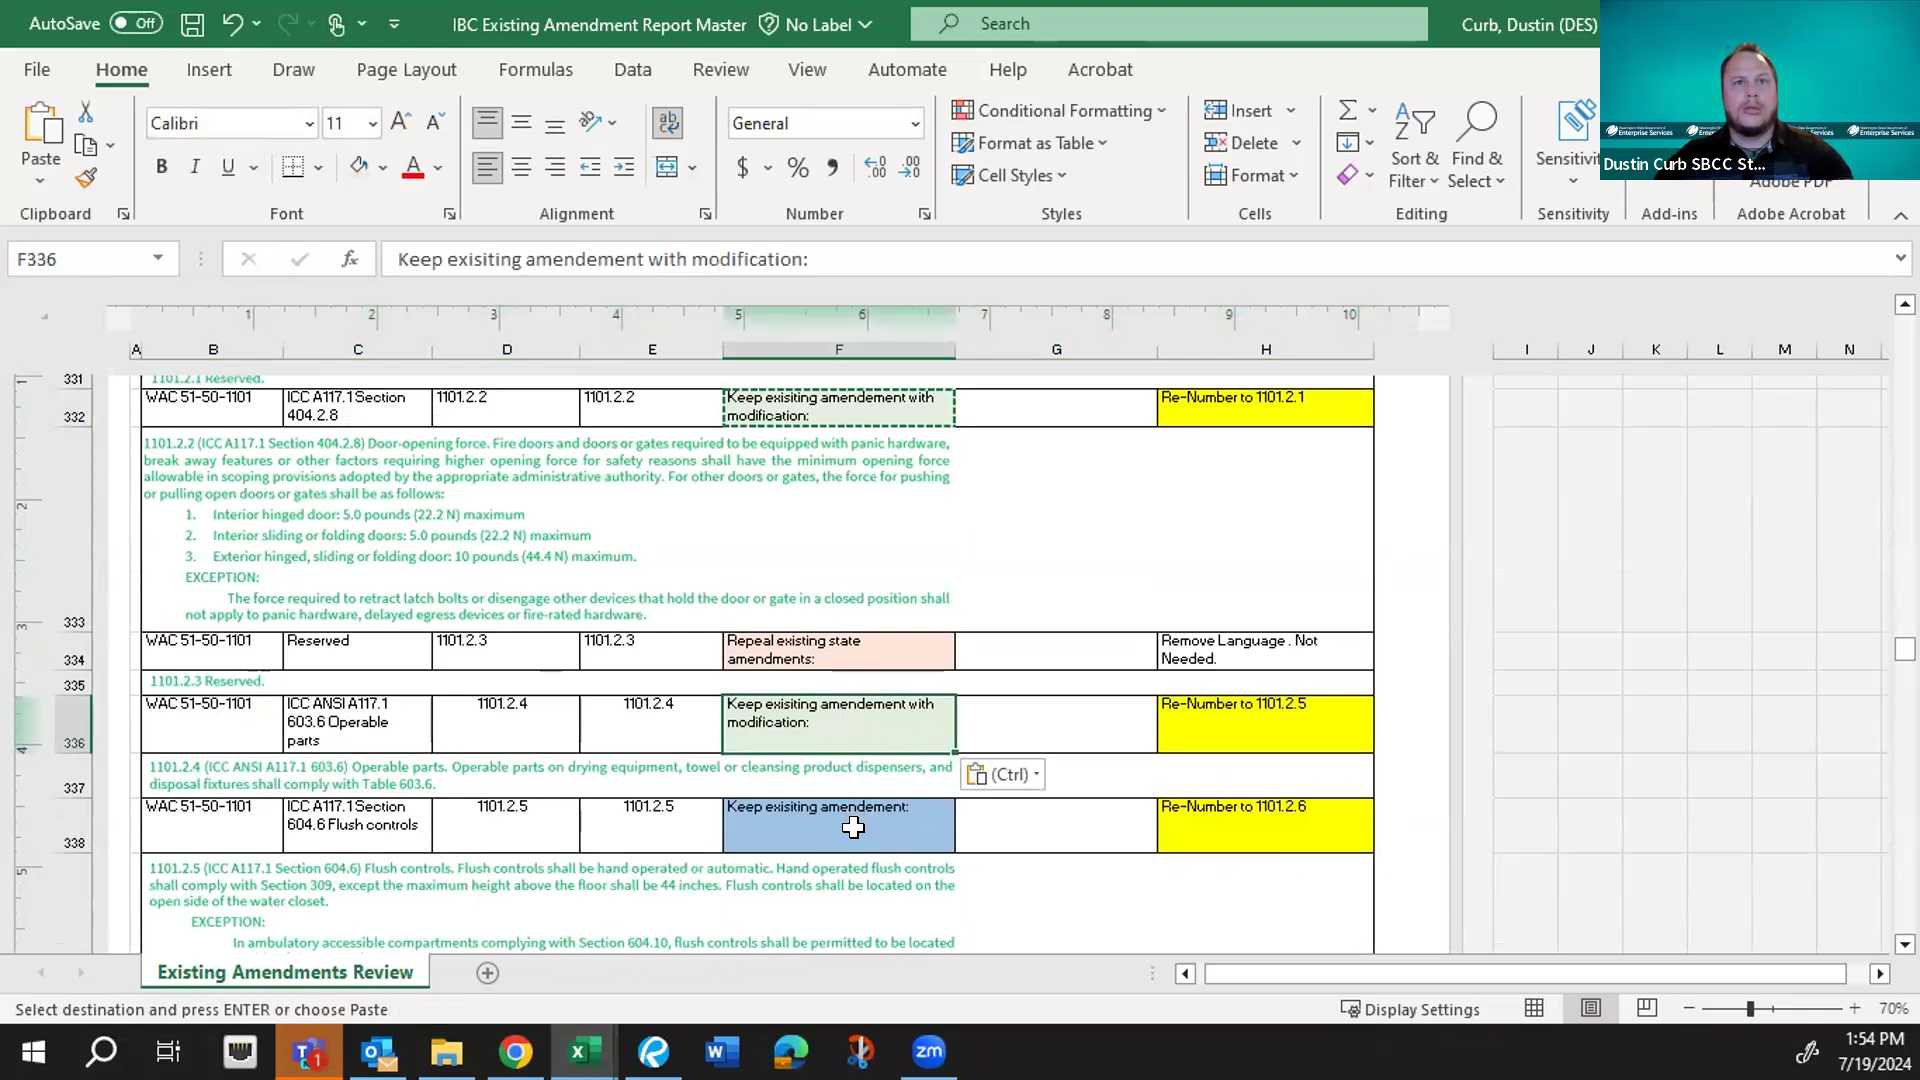 AutoSave Off
IBC Existing Amendment Report Master
No Label
Search
Curb, Dustin (DES)
File Home Insert Draw Page Layout Formulas Data Review View Automate Help Acrobat
Paste
Calibri 11
B I U
General
$ %
Conditional Formatting
Format as Table
Cell Styles
Insert
Delete
Format
Sort & Filter
Find & Select
Sensitivity
Adobe PDF
Clipboard Font Alignment Number Styles Cells Editing Sensitivity Add-ins Adobe Acrobat
Enterprise Services
Enterprise Services
Dustin Curb SBCC St...
F336
fx
Keep exisiting amendement with modification:
1 2 3 4 5 6 7 8 9 10
A B C D E F G H I J K L M N
331
1101.2.1 Reserved.
332
WAC 51-50-1101
ICC A117.1 Section
404.2.8
1101.2.2
1101.2.2
Keep exisiting amendement with
modification:
Re-Number to 1101.2.1
1101.2.2 (ICC A117.1 Section 404.2.8) Door-opening force. Fire doors and doors or gates required to be equipped with panic hardware,
break away features or other factors requiring higher opening force for safety reasons shall have the minimum opening force
allowable in scoping provisions adopted by the appropriate administrative authority. For other doors or gates, the force for pushing
or pulling open doors or gates shall be as follows:
1. Interior hinged door: 5.0 pounds (22.2 N) maximum
2. Interior sliding or folding doors: 5.0 pounds (22.2 N) maximum
3. Exterior hinged, sliding or folding door: 10 pounds (44.4 N) maximum.
EXCEPTION:
The force required to retract latch bolts or disengage other devices that hold the door or gate in a closed position shall
not apply to panic hardware, delayed egress devices or fire-rated hardware.
333
334
WAC 51-50-1101
Reserved
1101.2.3
1101.2.3
Repeal existing state
amendments:
Remove Language . Not
Needed.
335
1101.2.3 Reserved.
336
WAC 51-50-1101
ICC ANSI A117.1
603.6 Operable
parts
1101.2.4
1101.2.4
Keep exisiting amendement with
modification:
Re-Number to 1101.2.5
337
1101.2.4 (ICC ANSI A117.1 603.6) Operable parts. Operable parts on drying equipment, towel or cleansing product dispensers, and
disposal fixtures shall comply with Table 603.6.
(Ctrl)
338
WAC 51-50-1101
ICC A117.1 Section
604.6 Flush controls
1101.2.5
1101.2.5
Keep exisiting amendement:
Re-Number to 1101.2.6
1101.2.5 (ICC A117.1 Section 604.6) Flush controls. Flush controls shall be hand operated or automatic. Hand operated flush controls
shall comply with Section 309, except the maximum height above the floor shall be 44 inches. Flush controls shall be located on the
open side of the water closet.
EXCEPTION:
In ambulatory accessible compartments complying with Section 604.10, flush controls shall be permitted to be located
Existing Amendments Review
Select destination and press ENTER or choose Paste
Display Settings
70%
1:54 PM
7/19/2024
zm